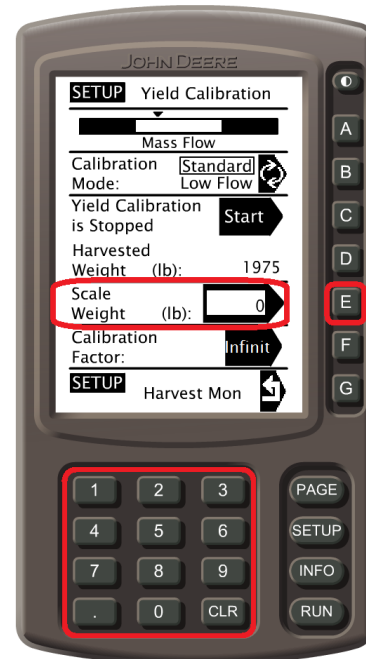 JOHN DEERE
SETUP Yield Calibration
Mass Flow
Calibration Standard
Mode: Low Flow
Yield Calibration
is Stopped Start
Harvested
Weight (lb): 1975
Scale
Weight (lb): 0
Calibration
Factor: Infinit
SETUP Harvest Mon
A
B
C
D
E
F
G
1 2 3 PAGE
4 5 6 SETUP
7 8 9 INFO
. 0 CLR RUN